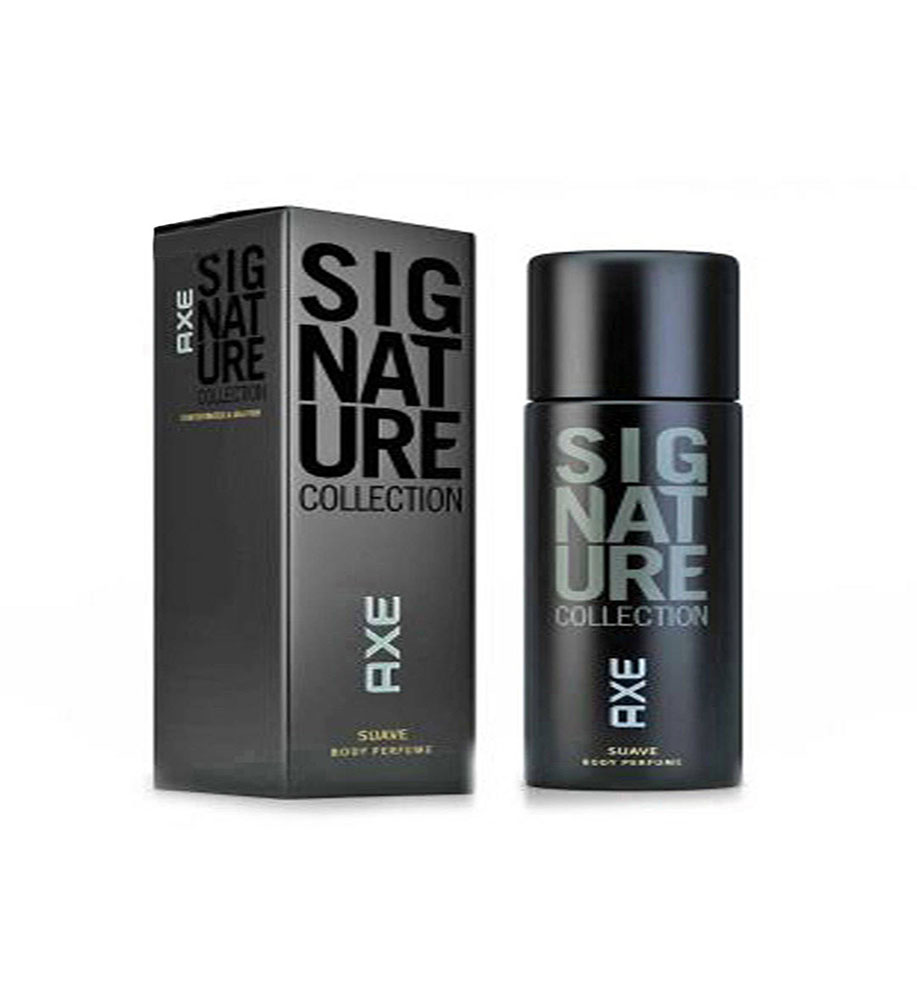 AXE
SIG
NAT
URE
COLLECTION
SIG
NAT
URE
COLLECTION
AXE
SUAVE
BODY PERFUME
SIG
NAT
URE
COLLECTION
AXE
SUAVE
BODY PERFUME